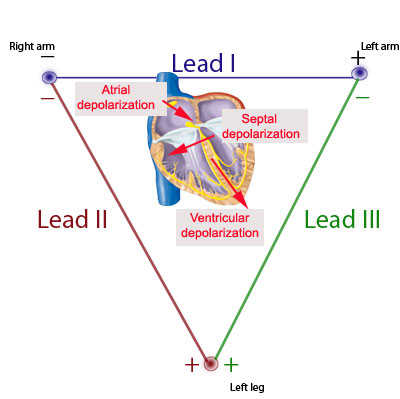 Right arm
Left arm
−
+
Lead I
−
−
Atrial
depolarization
Septal
depolarization
Lead II
Lead III
Ventricular
depolarization
+
+
Left leg